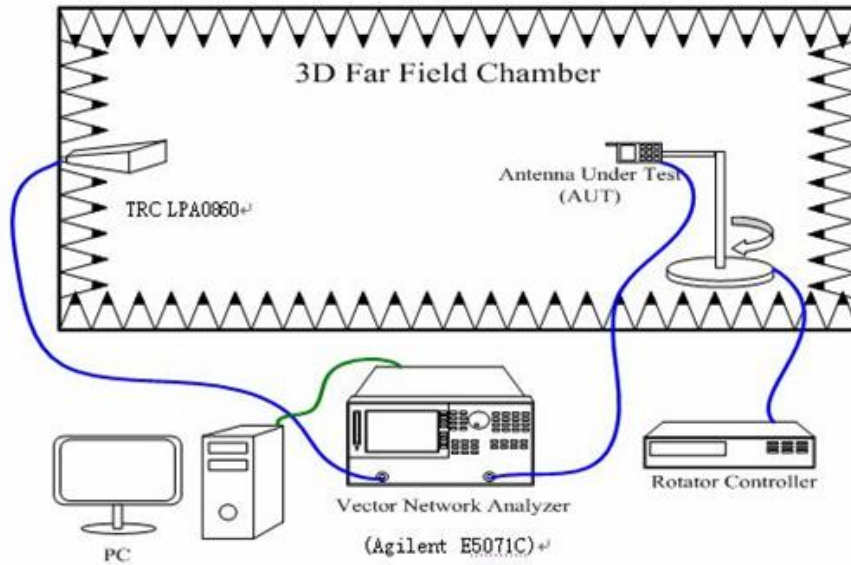 3D Far Field Chamber
Antenna Under Test
(AUT)
TRC LPA0860↵
Vector Network Analyzer
(Agilent E5071C)↵
Rotator Controller
PC